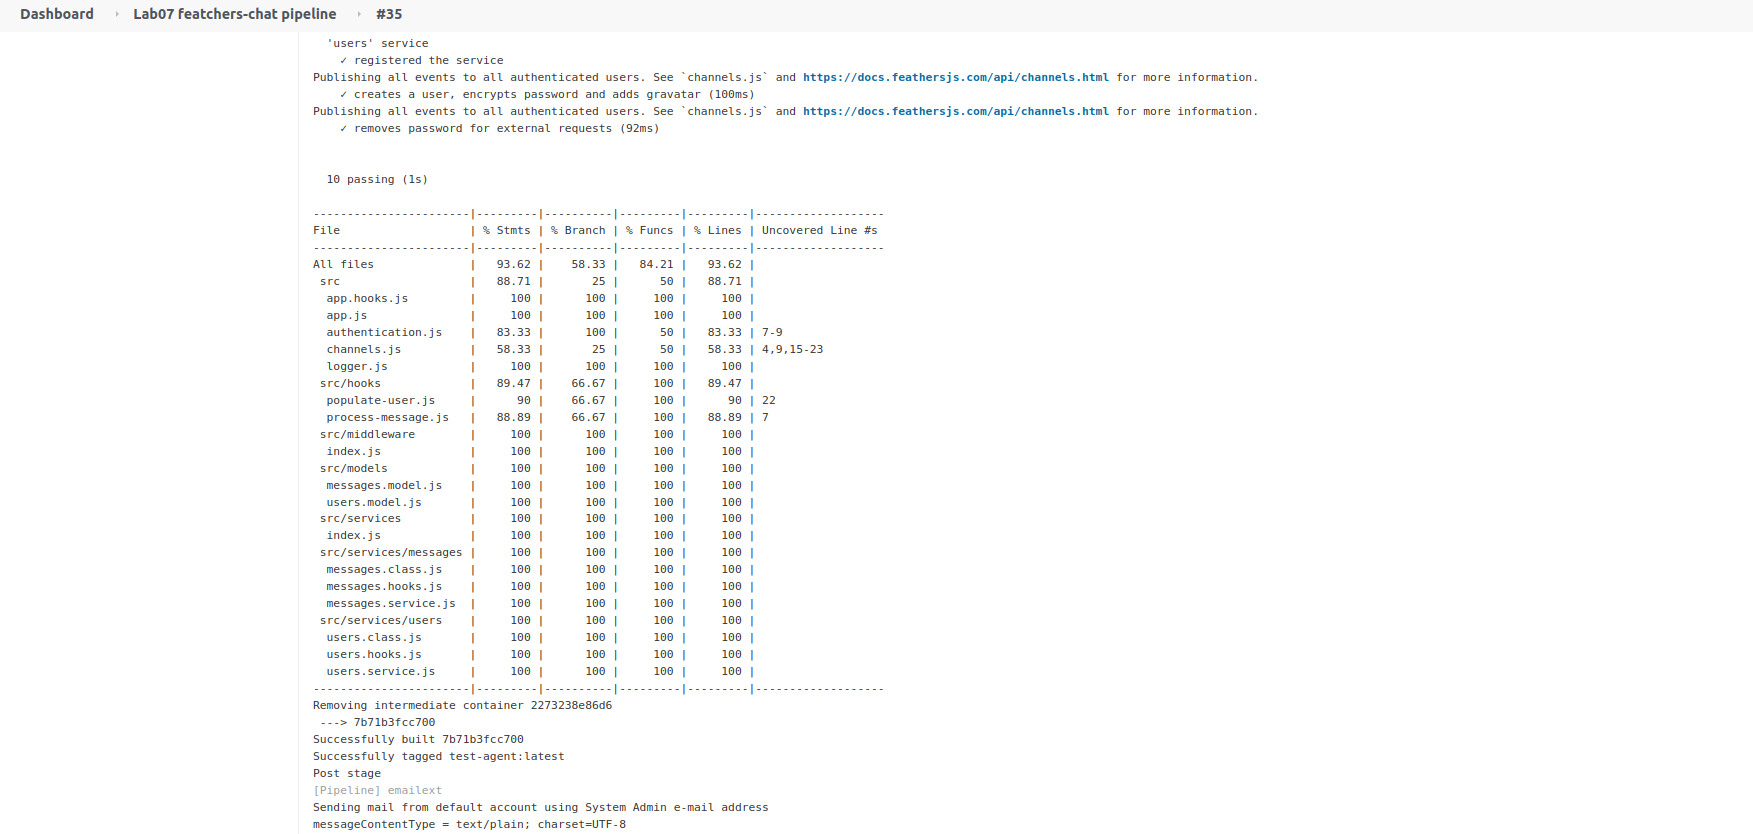 Dashboard › Lab07 featchers-chat pipeline › #35
  'users' service
    ✓ registered the service
Publishing all events to all authenticated users. See `channels.js` and https://docs.feathersjs.com/api/channels.html for more information.
    ✓ creates a user, encrypts password and adds gravatar (100ms)
Publishing all events to all authenticated users. See `channels.js` and https://docs.feathersjs.com/api/channels.html for more information.
    ✓ removes password for external requests (92ms)
  10 passing (1s)
-----------------------|---------|----------|---------|---------|-------------------
File                   | % Stmts | % Branch | % Funcs | % Lines | Uncovered Line #s
-----------------------|---------|----------|---------|---------|-------------------
All files              |   93.62 |    58.33 |   84.21 |   93.62 |
 src                   |   88.71 |       25 |      50 |   88.71 |
  app.hooks.js         |     100 |      100 |     100 |     100 |
  app.js               |     100 |      100 |     100 |     100 |
  authentication.js    |   83.33 |      100 |      50 |   83.33 | 7-9
  channels.js          |   58.33 |       25 |      50 |   58.33 | 4,9,15-23
  logger.js            |     100 |      100 |     100 |     100 |
 src/hooks             |   89.47 |    66.67 |     100 |   89.47 |
  populate-user.js     |      90 |    66.67 |     100 |      90 | 22
  process-message.js   |   88.89 |    66.67 |     100 |   88.89 | 7
 src/middleware        |     100 |      100 |     100 |     100 |
  index.js             |     100 |      100 |     100 |     100 |
 src/models            |     100 |      100 |     100 |     100 |
  messages.model.js    |     100 |      100 |     100 |     100 |
  users.model.js       |     100 |      100 |     100 |     100 |
 src/services          |     100 |      100 |     100 |     100 |
  index.js             |     100 |      100 |     100 |     100 |
 src/services/messages |     100 |      100 |     100 |     100 |
  messages.class.js    |     100 |      100 |     100 |     100 |
  messages.hooks.js    |     100 |      100 |     100 |     100 |
  messages.service.js  |     100 |      100 |     100 |     100 |
 src/services/users    |     100 |      100 |     100 |     100 |
  users.class.js       |     100 |      100 |     100 |     100 |
  users.hooks.js       |     100 |      100 |     100 |     100 |
  users.service.js     |     100 |      100 |     100 |     100 |
-----------------------|---------|----------|---------|---------|-------------------
Removing intermediate container 2273238e86d6
 ---> 7b71b3fcc700
Successfully built 7b71b3fcc700
Successfully tagged test-agent:latest
Post stage
[Pipeline] emailext
Sending mail from default account using System Admin e-mail address
messageContentType = text/plain; charset=UTF-8